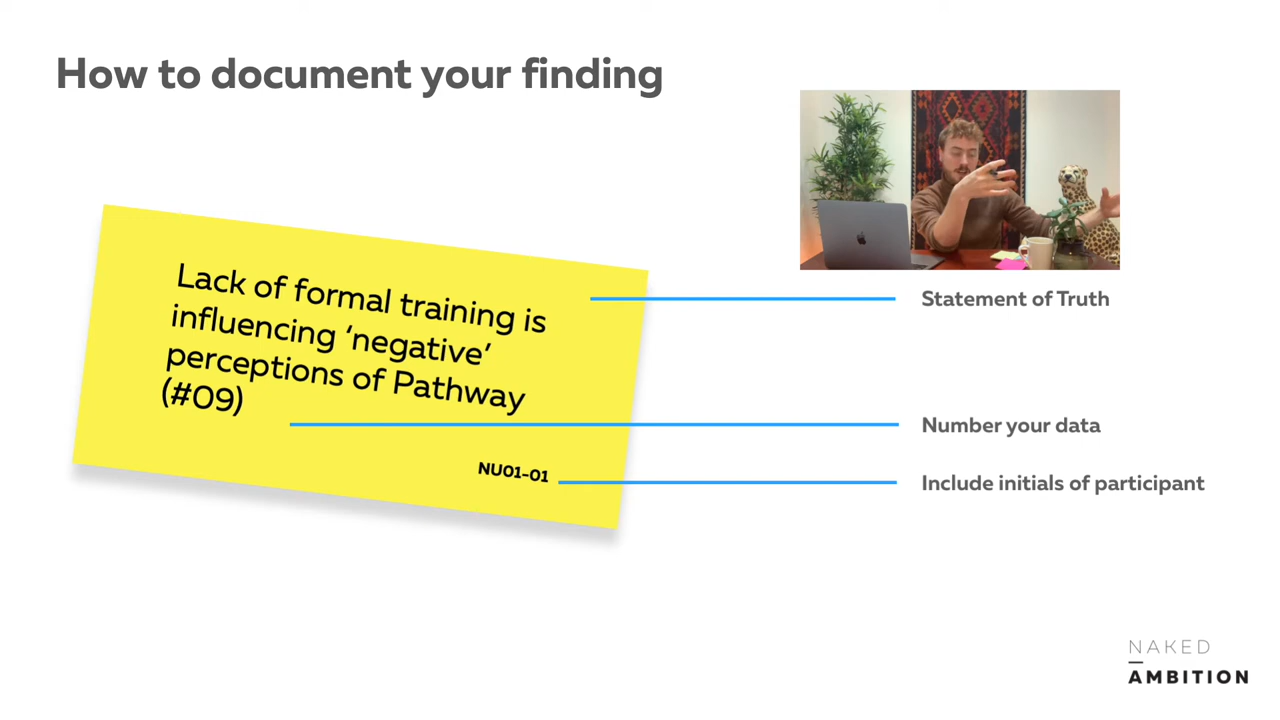 How to document your finding
Lack of formal training is
influencing ‘negative’
perceptions of Pathway
(#09)
NU01-01
Statement of Truth
Number your data
Include initials of participant
NAKED
AMBITION